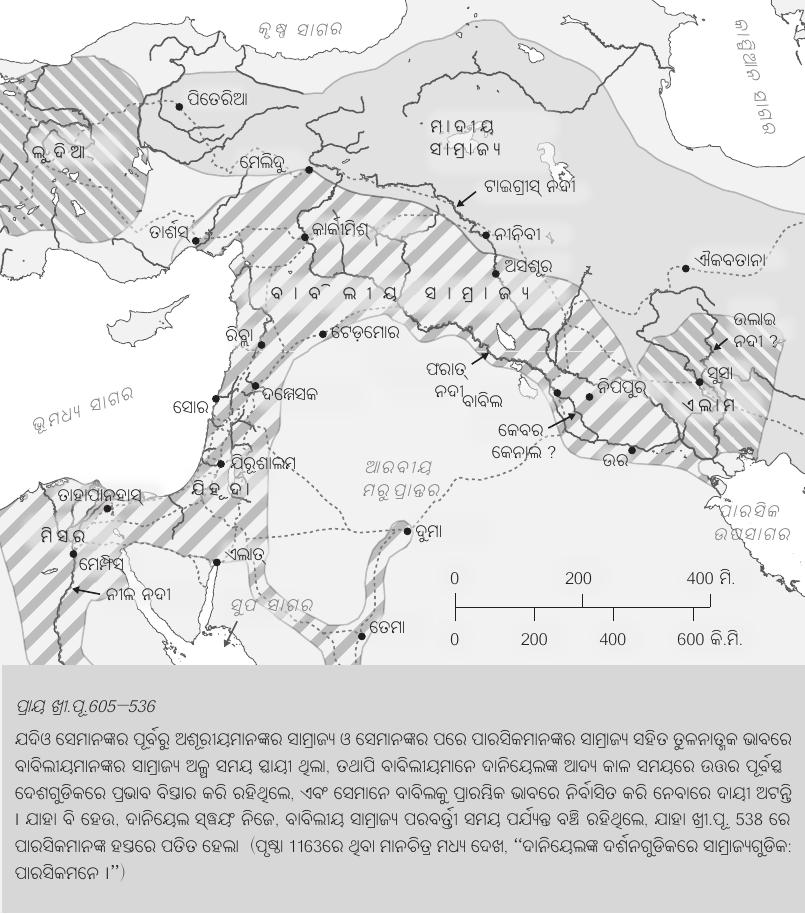 କୃଷ୍ଣ ସାଗର
କାସ୍ପିଆନ ସାଗର
ପିତେରିଆ
ମାଦୀୟ
ସାମ୍ରାଜ୍ୟ
ଲୁଦିଆ
ମେଲିଦୁ
ଟାଇଗ୍ରୀସ୍ ନଦୀ
ତାର୍ଶସ
କାର୍କୀମିଶ୍
ନୀନିବୀ
ଅସଶୂର
ଐକବତାନା
ବାବିଲୀୟ ସାମ୍ରାଜ୍ୟ
ଉଲାଇ
ନଦୀ ?
ରିବ୍ଲା
ଟେଡ଼ମୋର
ଫରାତ୍
ନଦୀ
ବାବିଲ
ନିପପୁର
ସୁସା
ଏଲାମ
ଦମ୍ମେସକ
ସୋର
ଭୂମଧ୍ୟ ସାଗର
କେବର
କେନାଲ ?
ଉର
ଯିରୁଶାଲମ୍
ଯିହୂଦା
ଆରବୀୟ
ମରୁପ୍ରାନ୍ତର
ତାହାପାନହାସ୍
ମିସର
ମେମ୍ଫିସ୍
ନୀଳ ନଦୀ
ଏଲାତ୍
ଦୁମା
ପାରସିକ
ଉପସାଗର
ସୁପ ସାଗର
ତେମା
0 200 400 ମି.
0 200 400 600 କି.ମି.
ପ୍ରାୟ ଖ୍ରୀ.ପୂ.605–536
ଯଦିଓ ସେମାନଙ୍କର ପୂର୍ବରୁ ଅଶୂରୀୟମାନଙ୍କର ସାମ୍ରାଜ୍ୟ ଓ ସେମାନଙ୍କର ପରେ ପାରସିକମାନଙ୍କର ସାମ୍ରାଜ୍ୟ ସହିତ ତୁଳନାତ୍ମକ ଭାବରେ
ବାବିଲୀୟମାନଙ୍କର ସାମ୍ରାଜ୍ୟ ଅଳ୍ପ ସମୟ ସ୍ଥାୟୀ ଥିଲା, ତଥାପି ବାବିଲୀୟମାନେ ଦାନିୟେଲଙ୍କ ଆଦ୍ୟ କାଳ ସମୟରେ ଉତ୍ତର ପୂର୍ବସ୍ଥ
ଦେଶଗୁଡିକରେ ପ୍ରଭାବ ବିସ୍ତାର କରି ରହିଥିଲେ, ଏବଂ ସେମାନେ ବାବିଲକୁ ପ୍ରାରମ୍ଭିକ ଭାବରେ ନିର୍ବାସିତ କରି ନେବାରେ ଦାୟୀ ଅଟନ୍ତି
। ଯାହା ବି ହେଉ, ଦାନିୟେଲ ସ୍ୱୟଂ ନିଜେ, ବାବିଲୀୟ ସାମ୍ରାଜ୍ୟ ପରବର୍ତ୍ତୀ ସମୟ ପର୍ଯ୍ୟନ୍ତ ବଞ୍ଚି ରହିଥିଲେ, ଯାହା ଖ୍ରୀ.ପୂ. 538 ରେ
ପାରସିକମାନଙ୍କ ହସ୍ତରେ ପତିତ ହେଲା (ପୃଷ୍ଠା 1163ରେ ଥିବା ମାନଚିତ୍ର ମଧ୍ୟ ଦେଖ, “ଦାନିୟେଲଙ୍କ ଦର୍ଶନଗୁଡିକରେ ସାମ୍ରାଜ୍ୟଗୁଡିକ:
ପାରସିକମାନେ ।”)